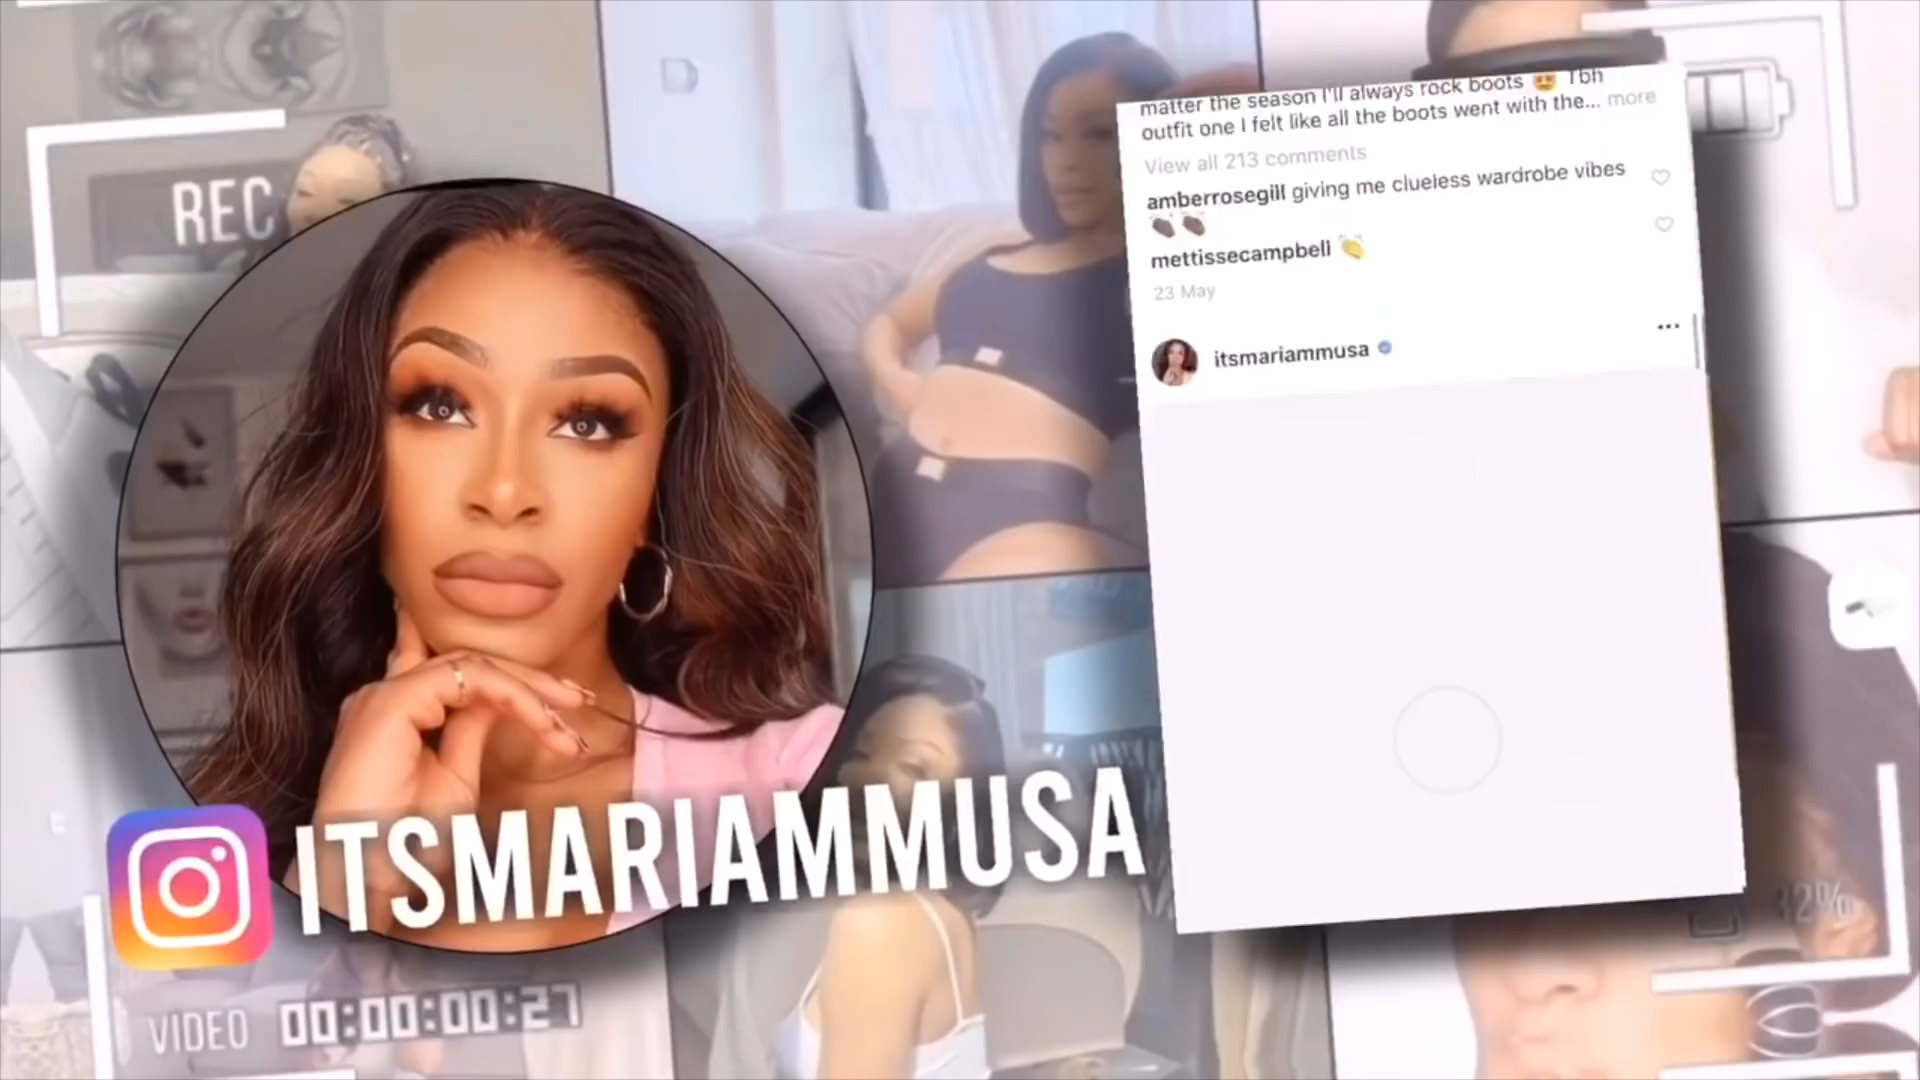 REC
matter the season I'll always rock boots 😍 Tbh
outfit one I felt like all the boots went with the... more
View all 213 comments
amberrosegill giving me clueless wardrobe vibes
👏🏿👏🏿
mettissecampbell 👏
23 May
itsmariammusa
ITSMARIAMMUSA
32%
VIDEO 00:00:00:27